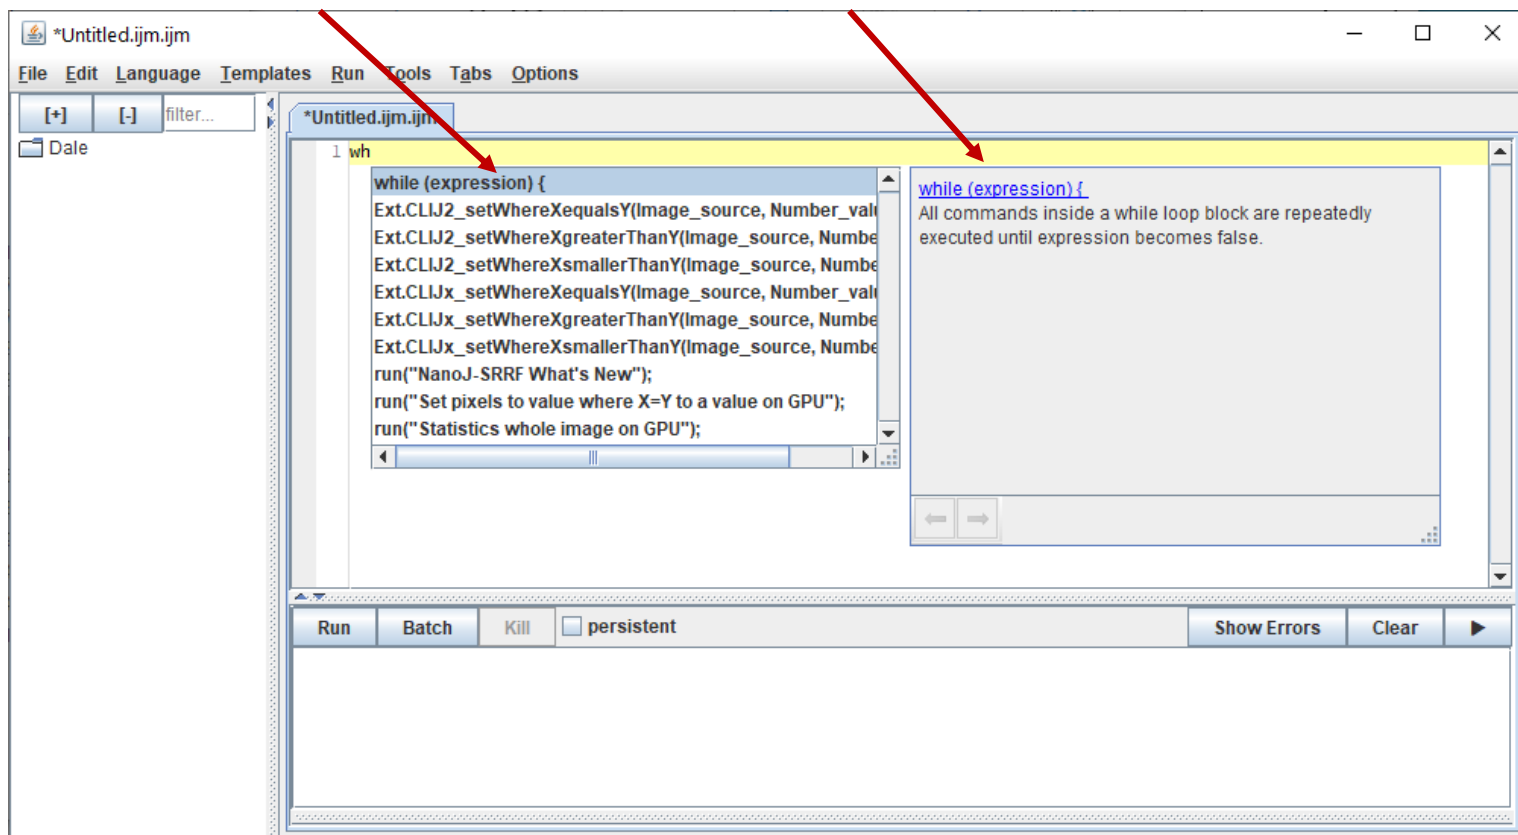 *Untitled.ijm.ijm
File Edit Language Templates Run Tools Tabs Options
[+] [-] filter...
*Untitled.ijm.ijm
Dale
1 wh
while (expression) {
Ext.CLIJ2_setWhereXequalsY(Image_source, Number_val
Ext.CLIJ2_setWhereXgreaterThanY(Image_source, Numbe
Ext.CLIJ2_setWhereXsmallerThanY(Image_source, Numbe
Ext.CLIJx_setWhereXequalsY(Image_source, Number_val
Ext.CLIJx_setWhereXgreaterThanY(Image_source, Numbe
Ext.CLIJx_setWhereXsmallerThanY(Image_source, Numbe
run("NanoJ-SRRF What's New");
run("Set pixels to value where X=Y to a value on GPU");
run("Statistics whole image on GPU");
while (expression) {
All commands inside a while loop block are repeatedly
executed until expression becomes false.
Run Batch Kill persistent Show Errors Clear